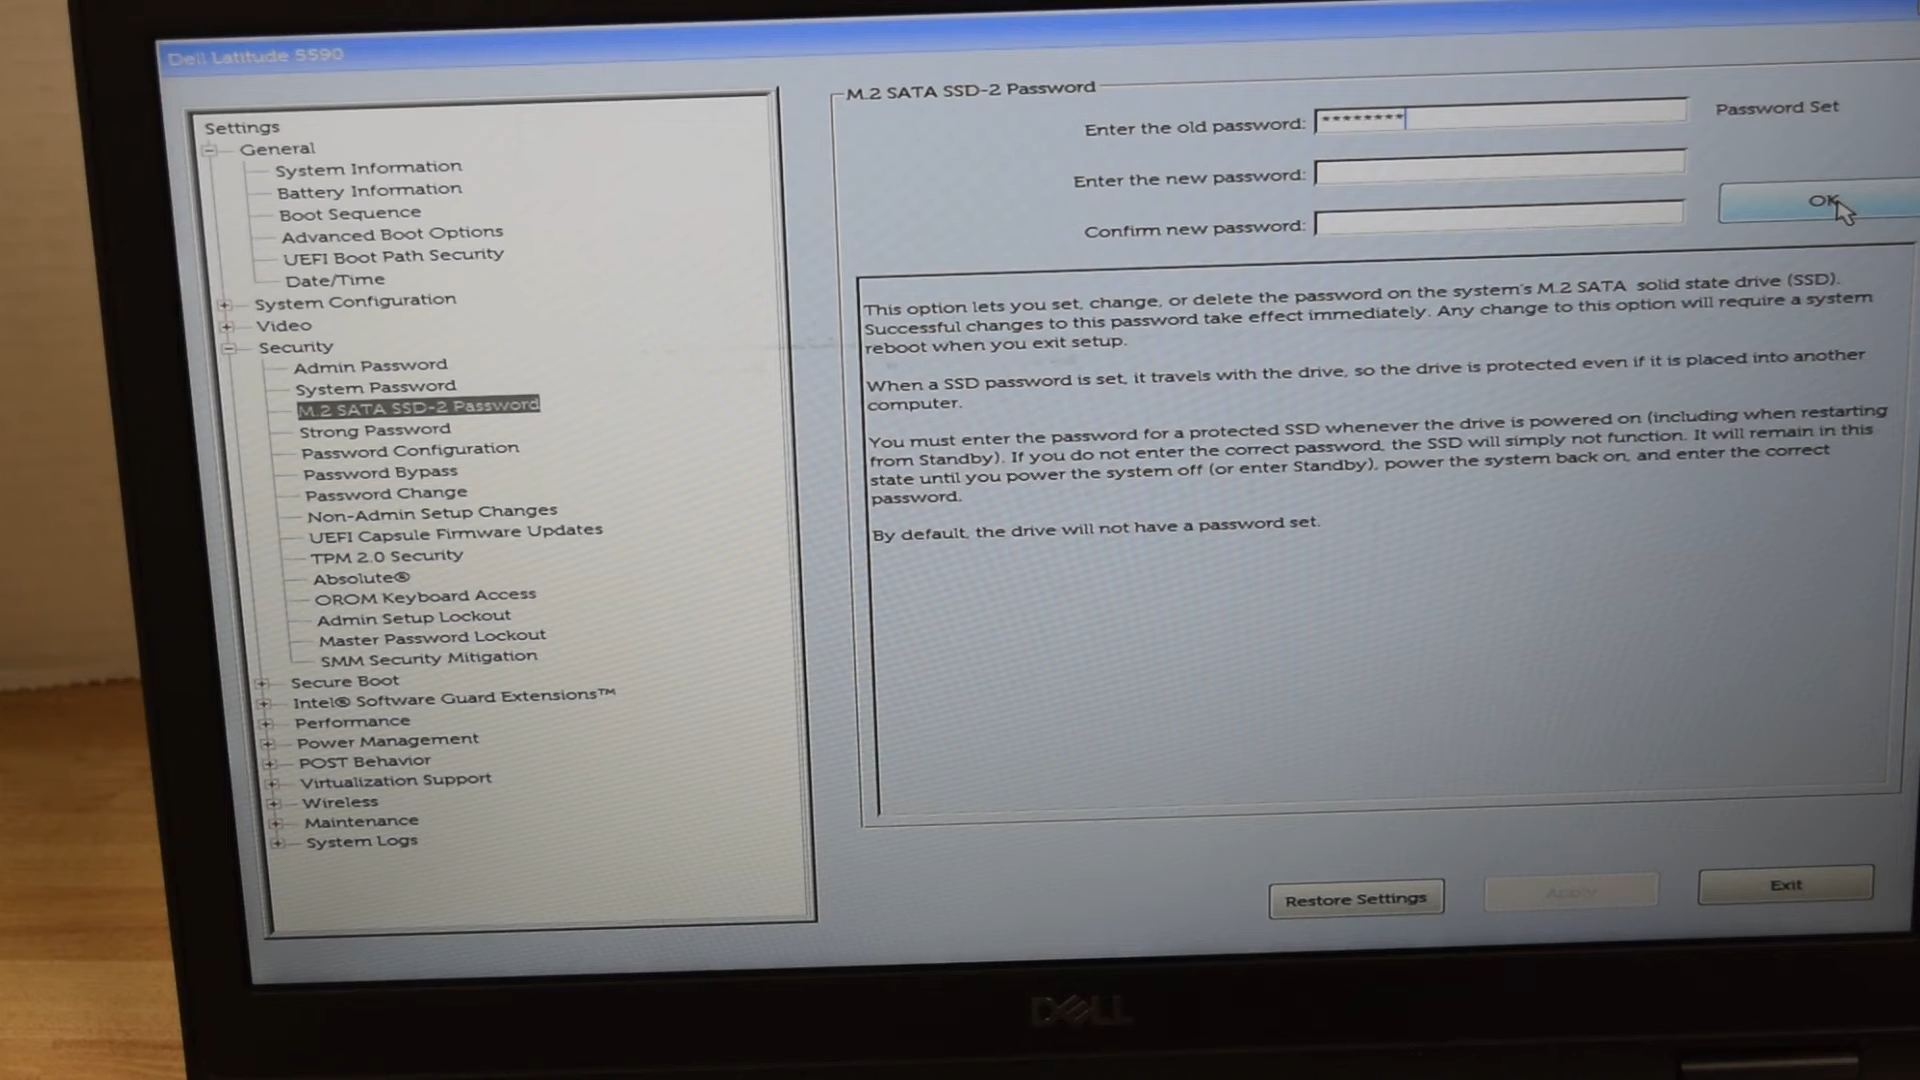 Dell Latitude 5590
Settings
General
System Information
Battery Information
Boot Sequence
Advanced Boot Options
UEFI Boot Path Security
Date/Time
System Configuration
Video
Security
Admin Password
System Password
M.2 SATA SSD-2 Password
Strong Password
Password Configuration
Password Bypass
Password Change
Non-Admin Setup Changes
UEFI Capsule Firmware Updates
TPM 2.0 Security
Absolute®
OROM Keyboard Access
Admin Setup Lockout
Master Password Lockout
SMM Security Mitigation
Secure Boot
Intel® Software Guard Extensions™
Performance
Power Management
POST Behavior
Virtualization Support
Wireless
Maintenance
System Logs
M.2 SATA SSD-2 Password
Enter the old password: ********
Password Set
Enter the new password:
OK
Confirm new password:
This option lets you set, change, or delete the password on the system's M.2 SATA solid state drive (SSD).
Successful changes to this password take effect immediately. Any change to this option will require a system
reboot when you exit setup.
When a SSD password is set, it travels with the drive, so the drive is protected even if it is placed into another
computer.
You must enter the password for a protected SSD whenever the drive is powered on (including when restarting
from Standby). If you do not enter the correct password, the SSD will simply not function. It will remain in this
state until you power the system off (or enter Standby), power the system back on, and enter the correct
password.
By default, the drive will not have a password set.
Restore Settings
Apply
Exit
DELL